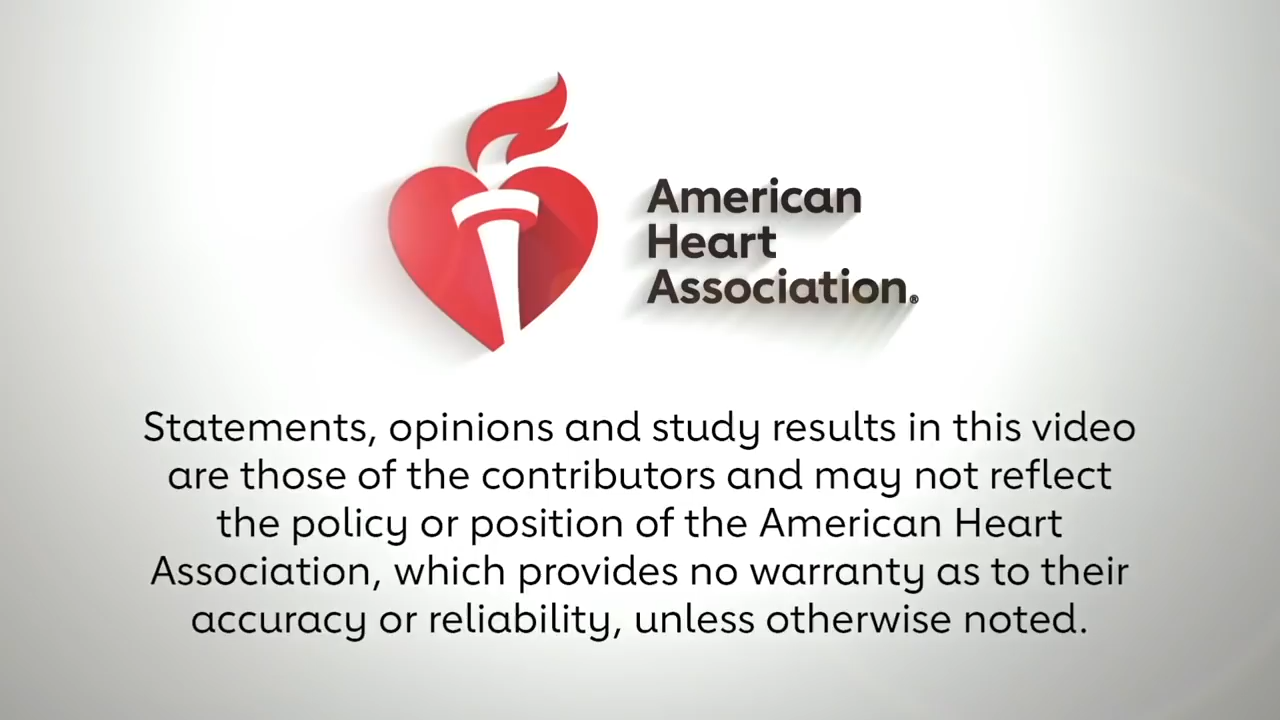 American
Heart
Association.®
Statements, opinions and study results in this video
are those of the contributors and may not reflect
the policy or position of the American Heart
Association, which provides no warranty as to their
accuracy or reliability, unless otherwise noted.